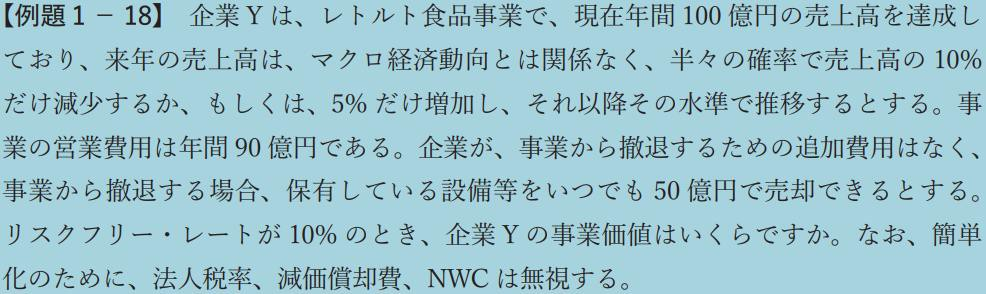 【例題1－18】　企業Yは、レトルト食品事業で、現在年間100億円の売上高を達成し
ており、来年の売上高は、マクロ経済動向とは関係なく、半々の確率で売上高の10%
だけ減少するか、もしくは、5%だけ増加し、それ以降その水準で推移するとする。事
業の営業費用は年間90億円である。企業が、事業から撤退するための追加費用はなく、
事業から撤退する場合、保有している設備等をいつでも50億円で売却できるとする。
リスクフリー・レートが10%のとき、企業Yの事業価値はいくらですか。なお、簡単
化のために、法人税率、減価償却費、NWCは無視する。